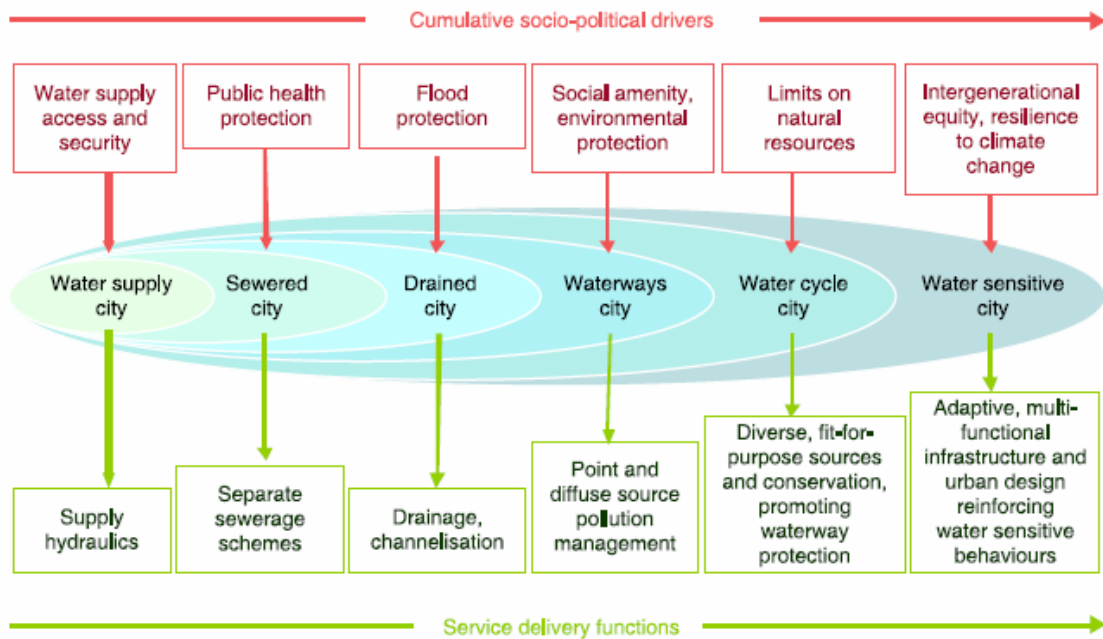 Cumulative socio-political drivers
Water supply
access and
security
Public health
protection
Flood
protection
Social amenity,
environmental
protection
Limits on
natural
resources
Intergenerational
equity, resilience
to climate
change
Water supply
city
Sewered
city
Drained
city
Waterways
city
Water cycle
city
Water sensitive
city
Supply
hydraulics
Separate
sewerage
schemes
Drainage,
channelisation
Point and
diffuse source
pollution
management
Diverse, fit-for-
purpose sources
and conservation,
promoting
waterway
protection
Adaptive, multi-
functional
infrastructure and
urban design
reinforcing
water sensitive
behaviours
Service delivery functions